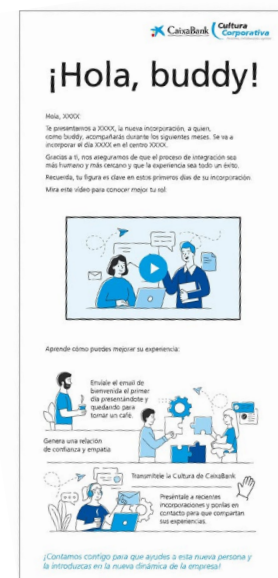 CaixaBank
Cultura
Corporativa
¡Hola, buddy!
Hola, XXXX
Te presentamos a XXXX, la nueva incorporación, a quien,
como buddy, acompañarás durante los siguientes meses. Se va a
incorporar el día XXXX en el centro XXXX.
Gracias a ti, nos aseguramos de que el proceso de integración sea
más humano y más cercano y que la experiencia sea todo un éxito.
Recuerda, tu figura es clave en estos primeros días de su incorporación
Mira este vídeo para conocer mejor tu rol:
Aprende cómo puedes mejorar su experiencia:
Envíale el email de
bienvenida el primer
día presentándote y
quedando para
tomar un café.
Genera una relación
de confianza y empatía
Transmítele la Cultura de CaixaBank
Preséntale a recientes
incorporaciones y ponlas en
contacto para que compartan
sus experiencias.
¡Contamos contigo para que ayudes a esta nueva persona y
la introduzcas en la nueva dinámica de la empresa!